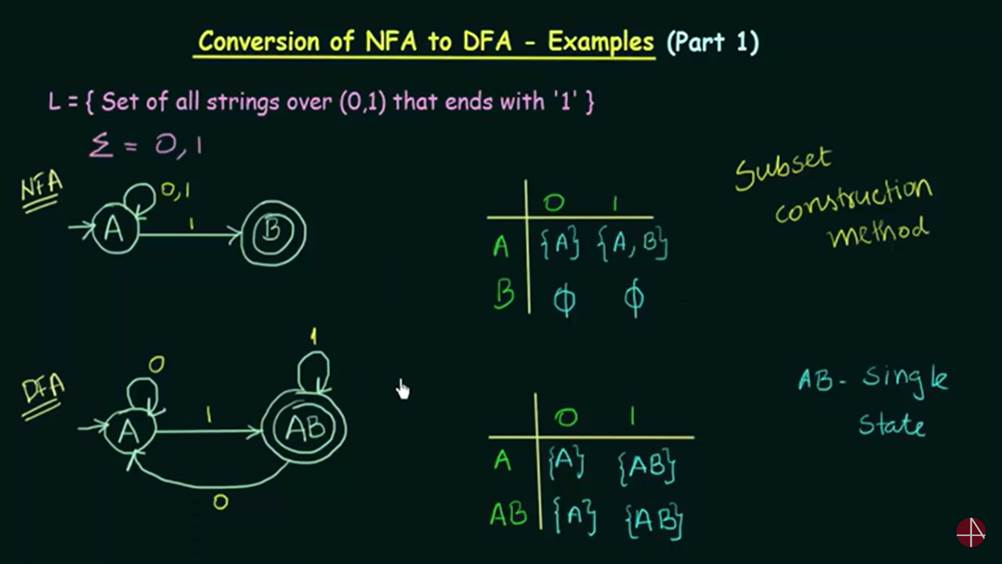 Conversion of NFA to DFA - Examples (Part 1)
L = { Set of all strings over (0,1) that ends with '1' }
Σ = 0,1
NFA
0,1
A
1
B
0 1
A {A} {A, B}
B ϕ ϕ
Subset
construction
method
DFA
0
1
A
1
AB
0
0 1
A {A} {AB}
AB {A} {AB}
AB - Single
State